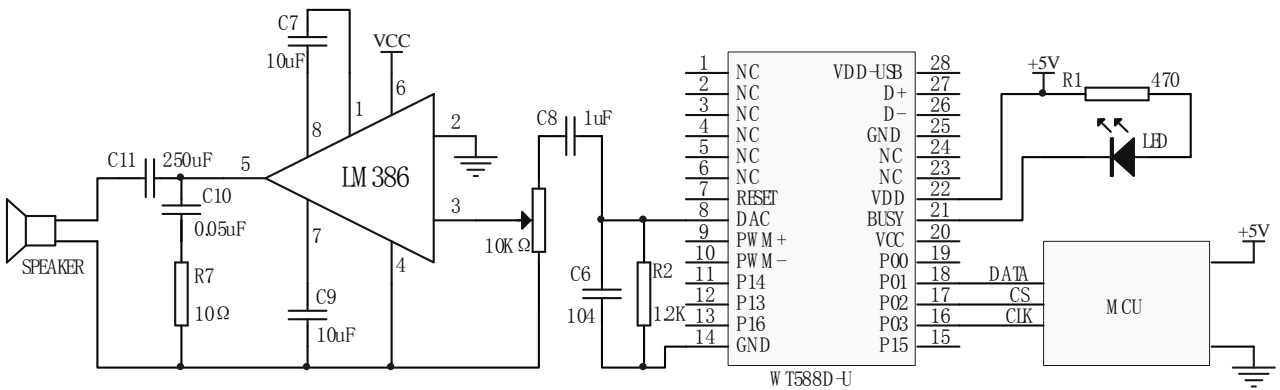 C7
10uF
VCC
6
1
8
2
C8
1uF
C11
250uF
5
LM386
C10
0.05uF
3
10KΩ
7
4
SPEAKER
R7
10Ω
C9
10uF
C6
104
R2
1.2K
1 NC VDD-USB 28
2 NC D+ 27
3 NC D- 26
4 NC GND 25
5 NC NC 24
6 NC NC 23
7 RESET VDD 22
8 DAC BUSY 21
9 PWM+ VCC 20
10 PWM- P00 19
11 P14 P01 18
12 P13 P02 17
13 P16 P03 16
14 GND P15 15
WT588D-U
+5V
R1
470
LED
DATA
CS
CLK
MCU
+5V